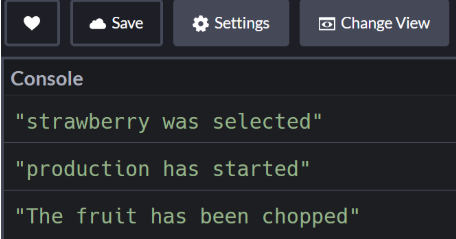 Save Settings Change View
Console
"strawberry was selected"
"production has started"
"The fruit has been chopped"